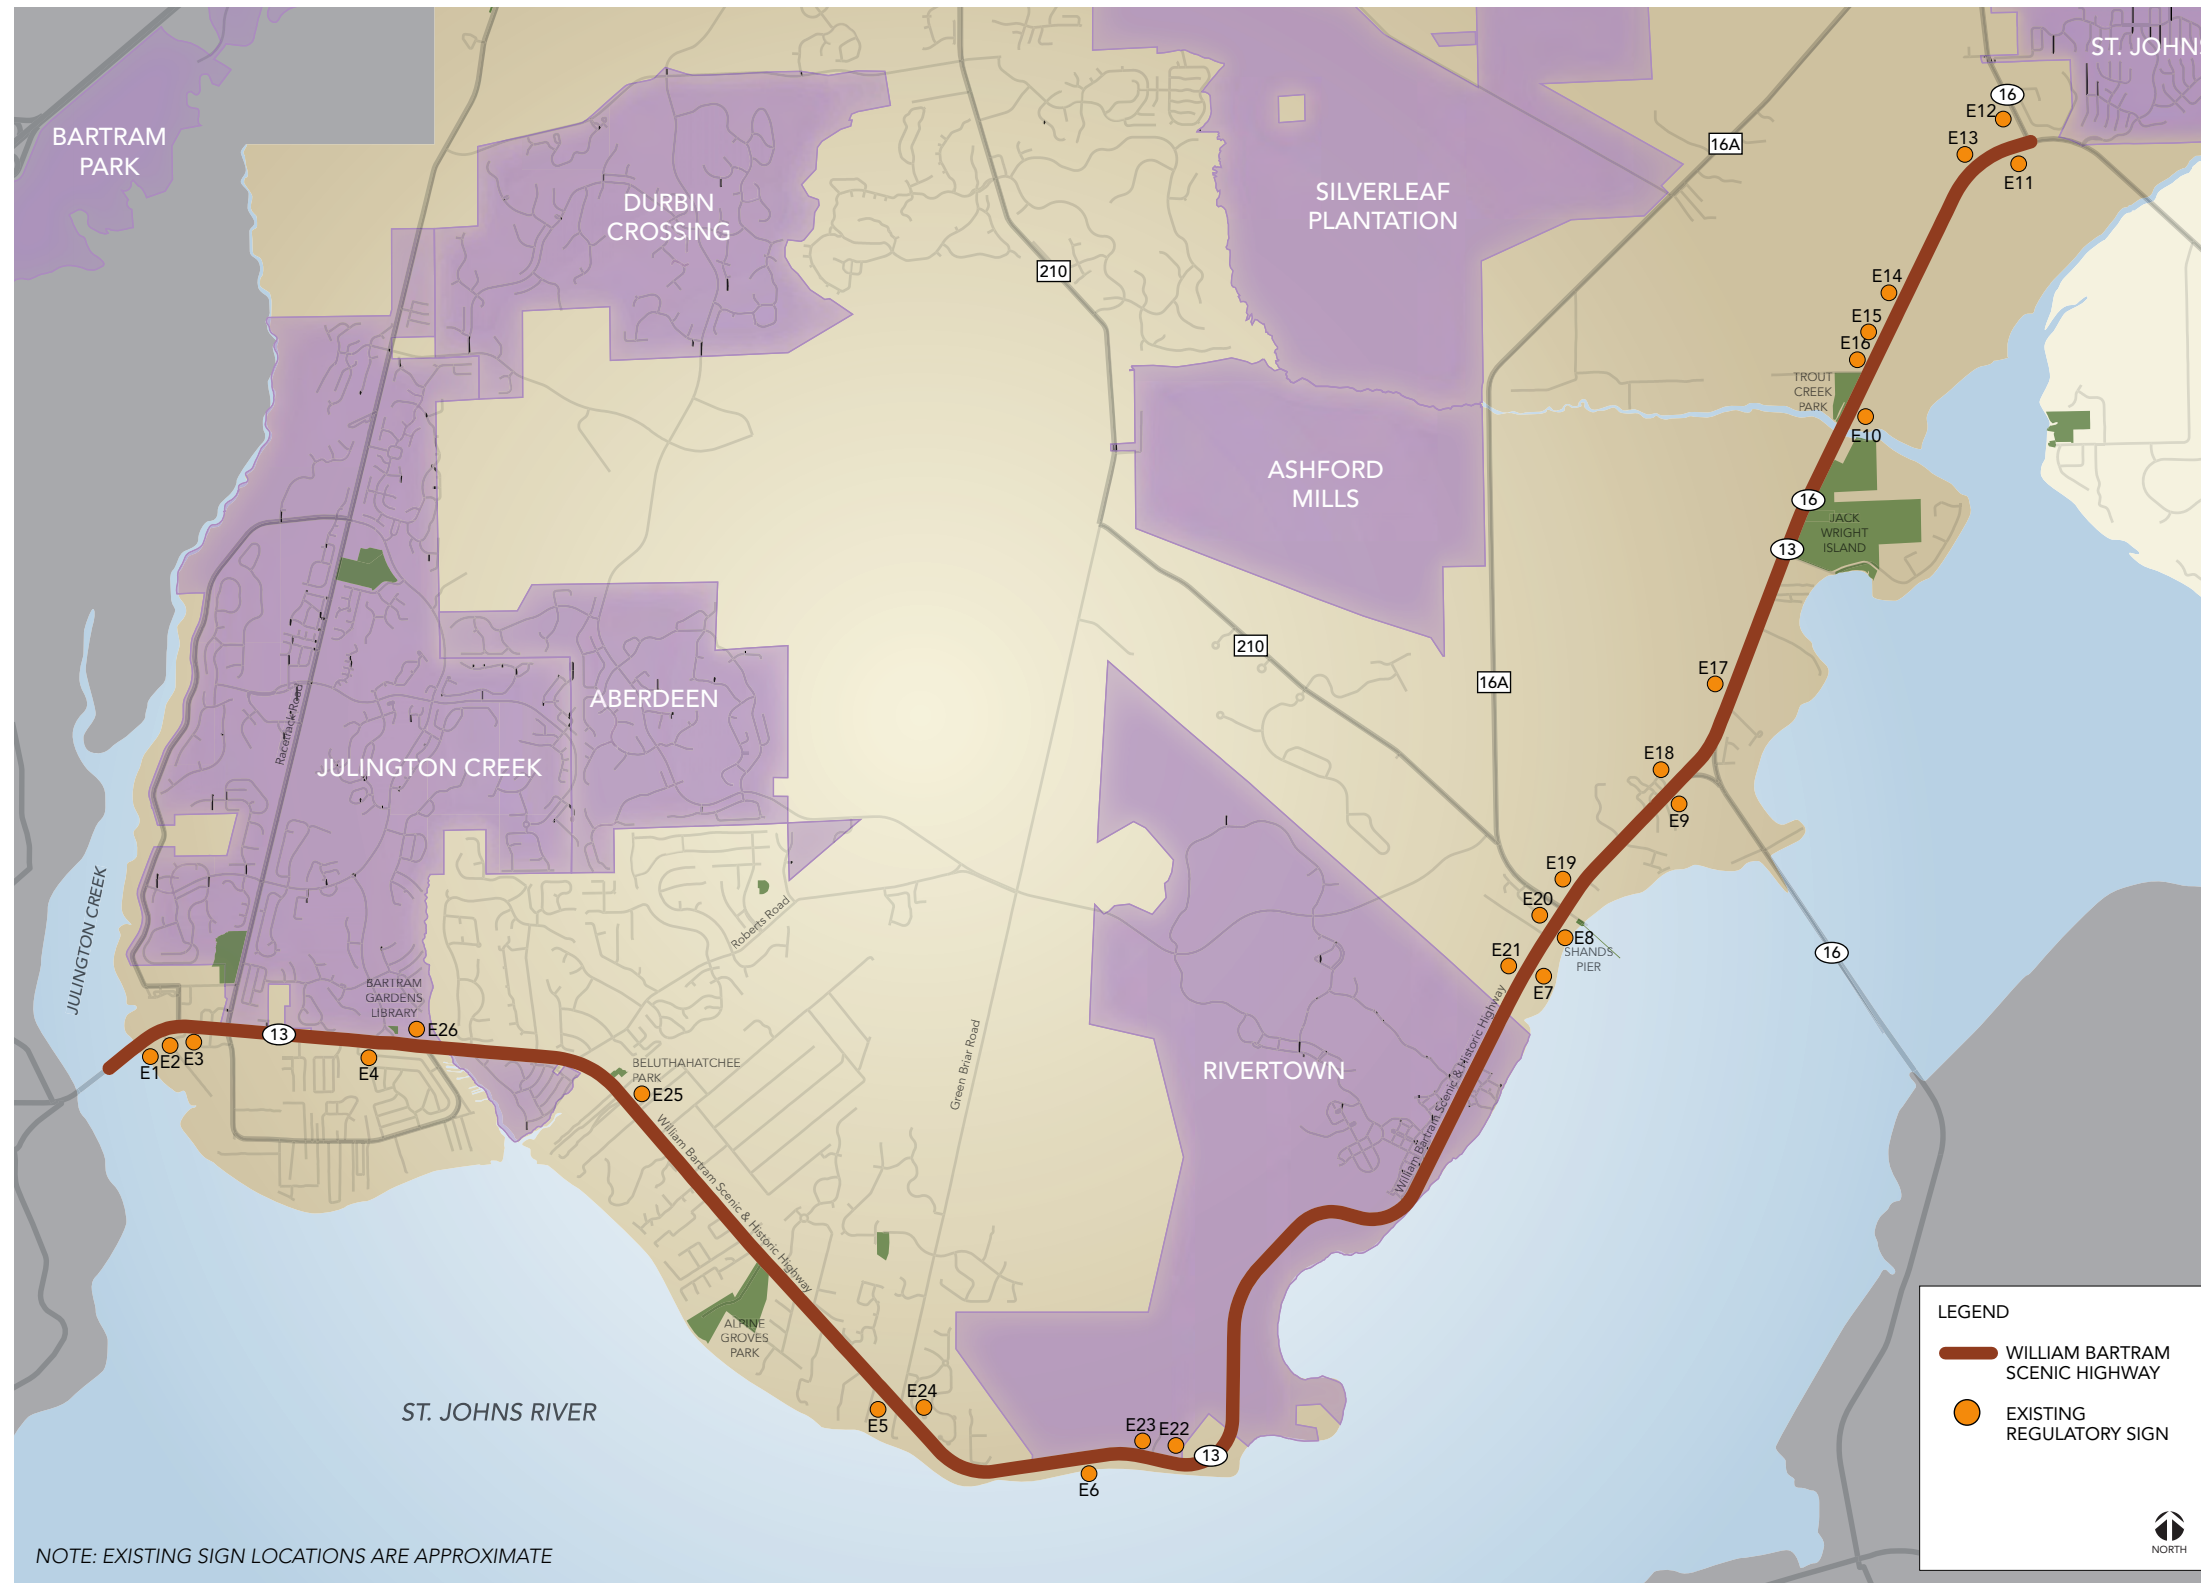 ST. JOHNS
16
E12
E13
E11
BARTRAM
PARK
16A
DURBIN
CROSSING
SILVERLEAF
PLANTATION
210
E14
E15
E16
TROUT
CREEK
PARK
E10
ASHFORD
MILLS
16
JACK
WRIGHT
ISLAND
13
210
16A
E17
ABERDEEN
Racetrack Road
JULINGTON CREEK
E18
E9
E19
E20
E8
SHANDS
PIER
E21
E7
16
JULINGTON CREEK
Roberts Road
BARTRAM
GARDENS
LIBRARY
E26
13
E1
E2
E3
E4
BELUTHAHATCHEE
PARK
E25
Green Briar Road
RIVERTOWN
William Bartram Scenic & Historic Highway
William Bartram Scenic & Historic Highway
ALPINE
GROVES
PARK
ST. JOHNS RIVER
E24
E5
E23
E22
13
E6
LEGEND
WILLIAM BARTRAM
SCENIC HIGHWAY
EXISTING
REGULATORY SIGN
NORTH
NOTE: EXISTING SIGN LOCATIONS ARE APPROXIMATE